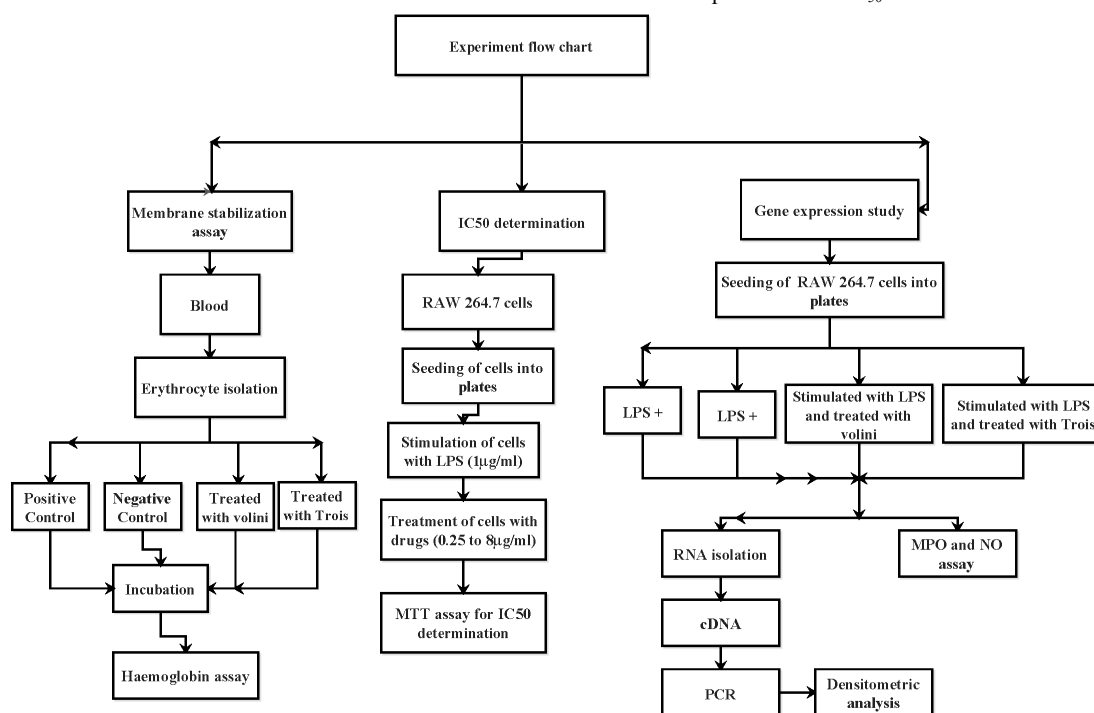 50
Experiment flow chart
Membrane stabilization
assay
Blood
Erythrocyte isolation
Positive
Control
Negative
Control
Treated
with volini
Treated
with Trois
Incubation
Haemoglobin assay
IC50 determination
RAW 264.7 cells
Seeding of cells into
plates
Stimulation of cells
with LPS (1µg/ml)
Treatment of cells with
drugs (0.25 to 8µg/ml)
MTT assay for IC50
determination
Gene expression study
Seeding of RAW 264.7 cells into
plates
LPS +
LPS +
Stimulated with LPS
and treated with
volini
Stimulated with LPS
and treated with Trois
RNA isolation
MPO and NO
assay
cDNA
PCR
Densitometric
analysis